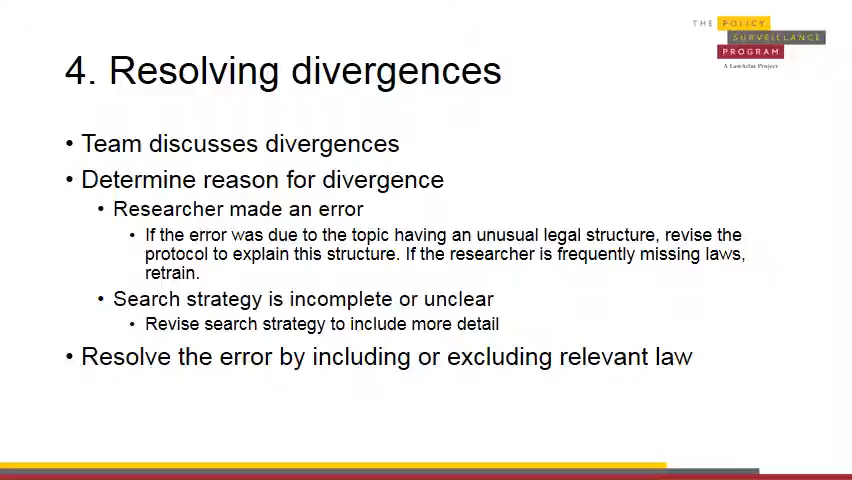 THE POLICY
SURVEILLANCE
PROGRAM
A LawAtlas Project
4. Resolving divergences
• Team discusses divergences
• Determine reason for divergence
• Researcher made an error
• If the error was due to the topic having an unusual legal structure, revise the
protocol to explain this structure. If the researcher is frequently missing laws,
retrain.
• Search strategy is incomplete or unclear
• Revise search strategy to include more detail
• Resolve the error by including or excluding relevant law